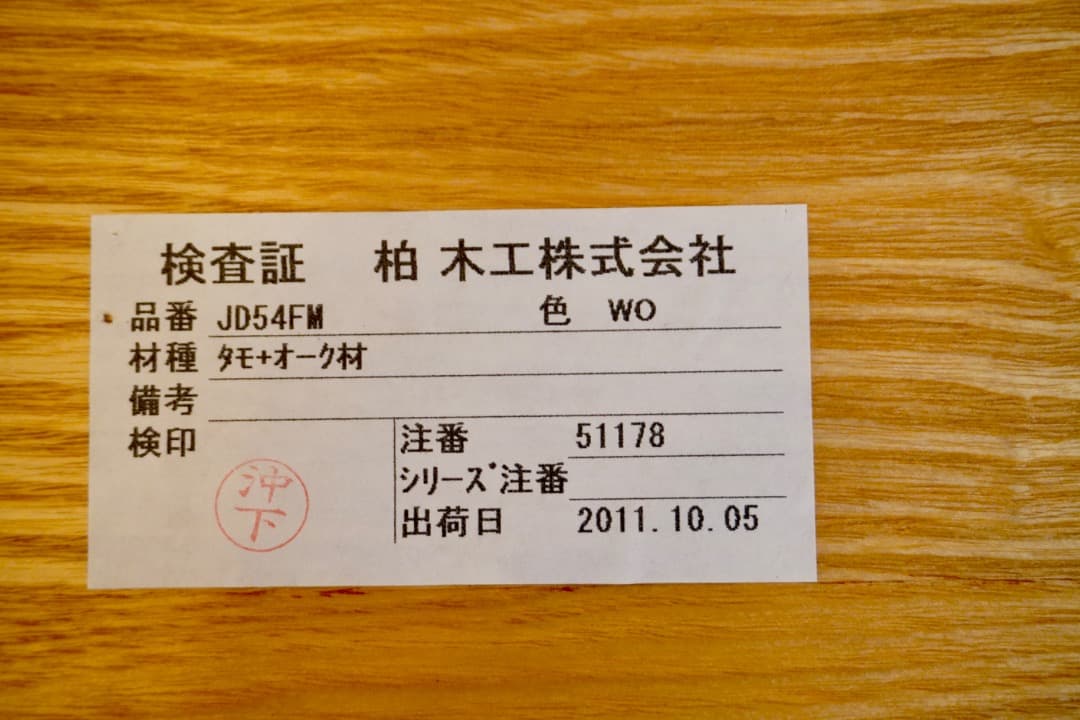 検査証 柏木工株式会社
品番 JD54FM 色 WO
材種 ﾀﾓ+ｵｰｸ材
備考
検印 注番 51178
ｼﾘｰｽﾞ注番
沖下
出荷日 2011.10.05